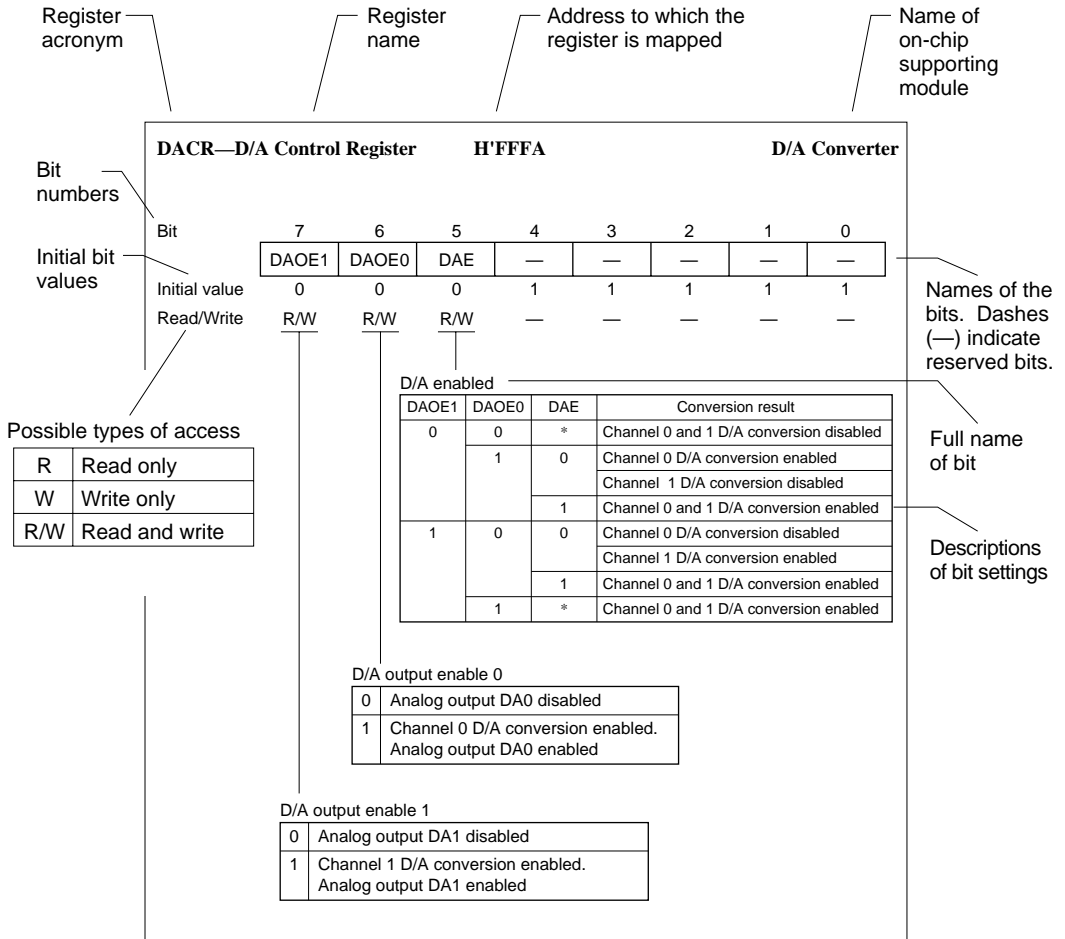 Register acronym
Register name
Address to which the register is mapped
Name of on-chip supporting module
DACR—D/A Control Register H'FFFA D/A Converter
Bit numbers
Bit 7 6 5 4 3 2 1 0
DAOE1 DAOE0 DAE — — — — —
Initial bit values
Initial value 0 0 0 1 1 1 1 1
Read/Write R/W R/W R/W — — — — —
Names of the bits. Dashes (—) indicate reserved bits.
Possible types of access
R Read only
W Write only
R/W Read and write
D/A enabled
DAOE1 DAOE0 DAE Conversion result
0 0 * Channel 0 and 1 D/A conversion disabled
1 0 Channel 0 D/A conversion enabled
Channel 1 D/A conversion disabled
1 Channel 0 and 1 D/A conversion enabled
1 0 0 Channel 0 D/A conversion disabled
Channel 1 D/A conversion enabled
1 Channel 0 and 1 D/A conversion enabled
1 * Channel 0 and 1 D/A conversion enabled
Full name of bit
Descriptions of bit settings
D/A output enable 0
0 Analog output DA0 disabled
1 Channel 0 D/A conversion enabled.
Analog output DA0 enabled
D/A output enable 1
0 Analog output DA1 disabled
1 Channel 1 D/A conversion enabled.
Analog output DA1 enabled